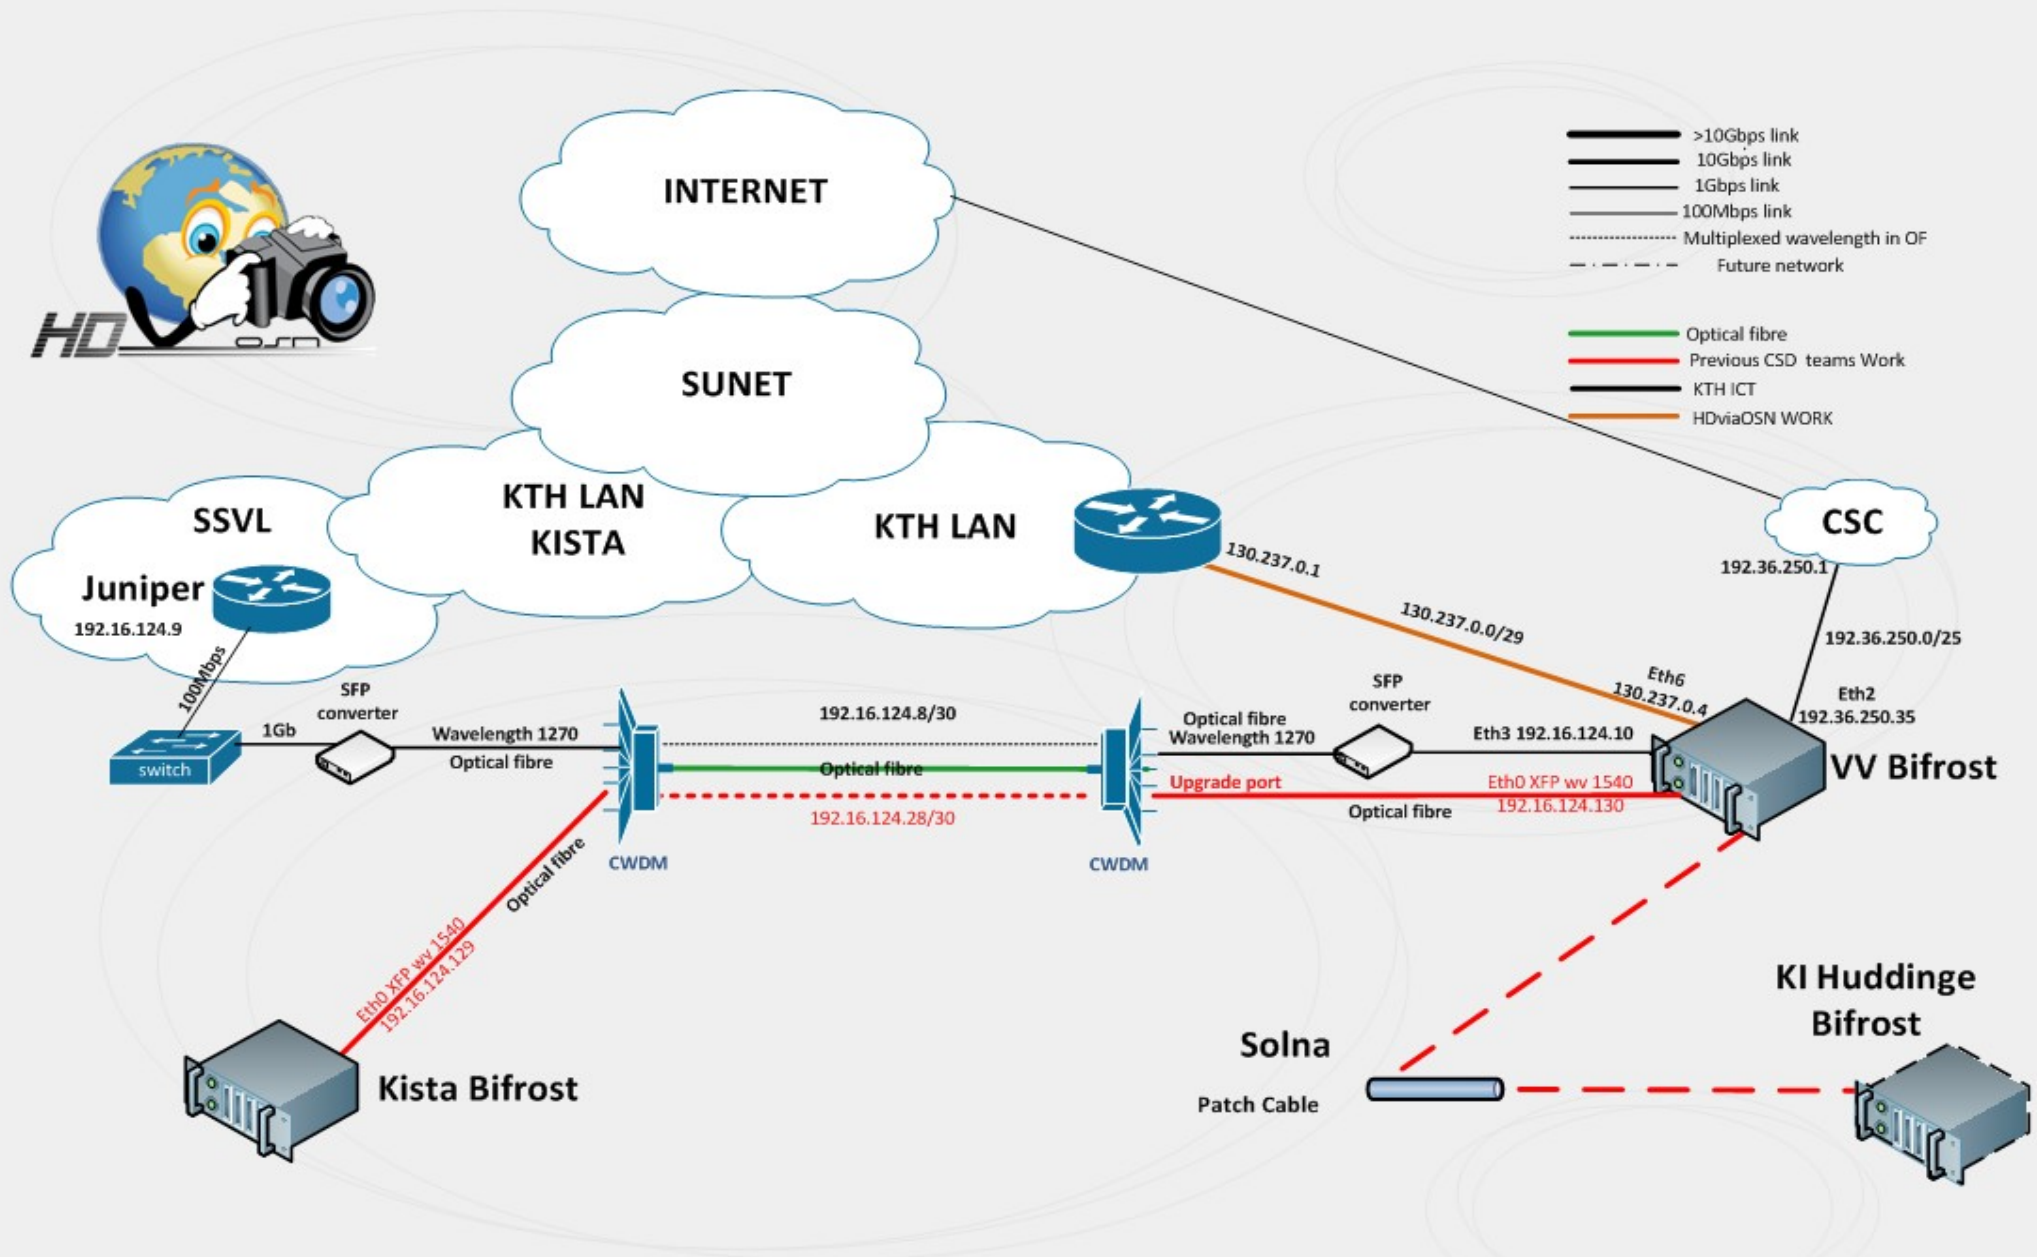 INTERNET
>10Gbps link
10Gbps link
1Gbps link
100Mbps link
Multiplexed wavelength in OF
Future network
HD
OSN
Optical fibre
Previous CSD teams Work
KTH ICT
HDviaOSN WORK
SUNET
KTH LAN
KISTA
KTH LAN
SSVL
Juniper
192.16.124.9
CSC
192.36.250.1
192.36.250.0/25
130.237.0.1
130.237.0.0/29
Eth6
130.237.0.4
Eth2
192.36.250.35
100Mbps
switch
1Gb
SFP
converter
Wavelength 1270
Optical fibre
192.16.124.8/30
Optical fibre
192.16.124.28/30
CWDM
CWDM
Optical fibre
Wavelength 1270
SFP
converter
Eth3 192.16.124.10
Upgrade port
Eth0 XFP wv 1540
192.16.124.130
Optical fibre
VV Bifrost
Optical fibre
Eth0 XFP wv 1540
192.16.124.129
Kista Bifrost
Solna
Patch Cable
KI Huddinge
Bifrost